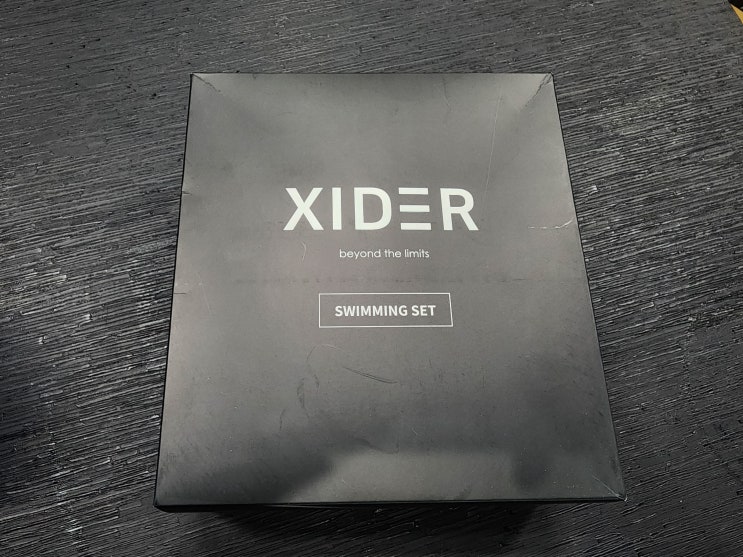 XIDER
beyond the limits
SWIMMING SET